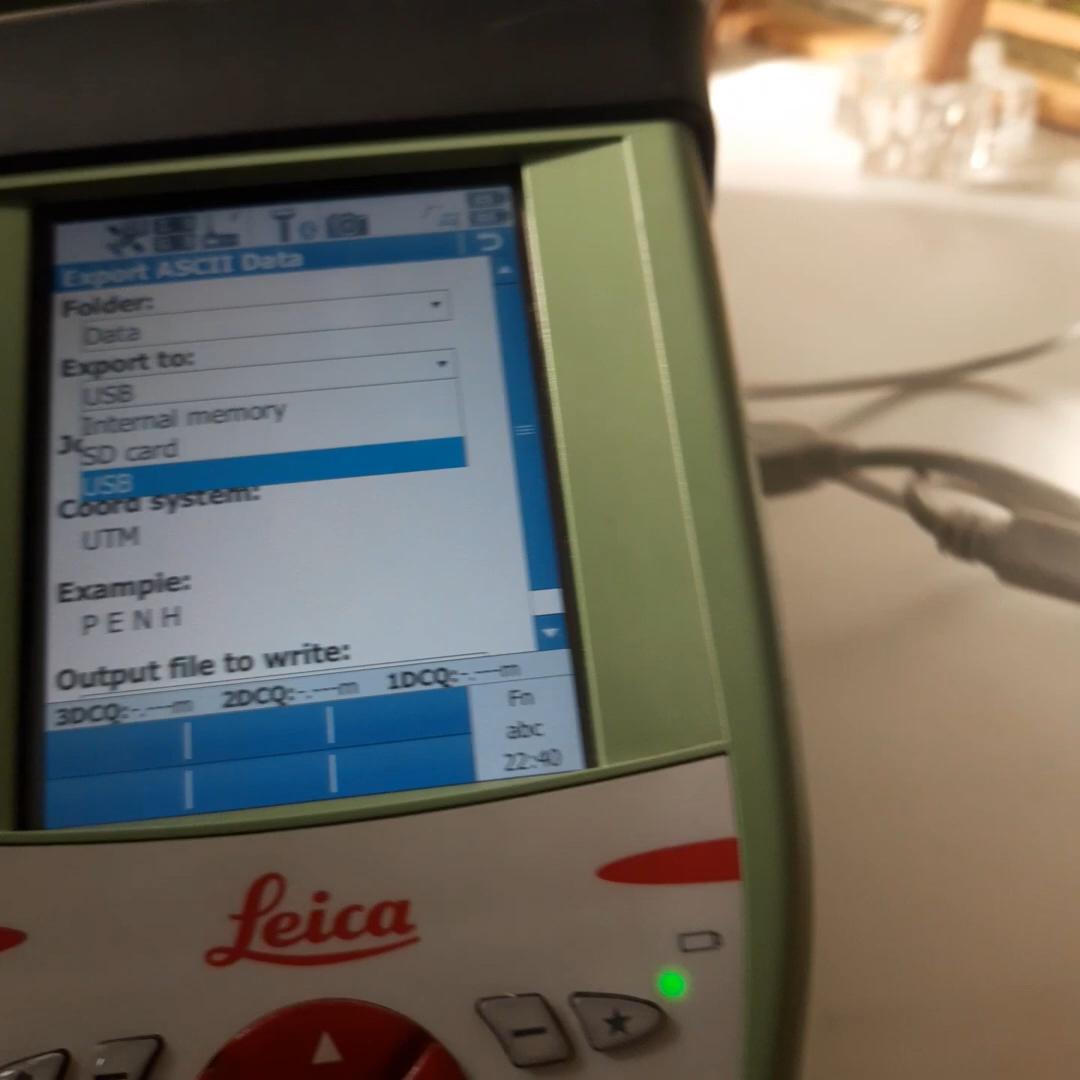 Export ASCII Data
Folder:
Data
Export to:
USB
Internal memory
SD card
USB
Coord system:
UTM
Example:
P E N H
Output file to write:
3DCQ:-.---m 2DCQ:-.---m 1DCQ:-.---m
Fn
abc
22:40
Leica